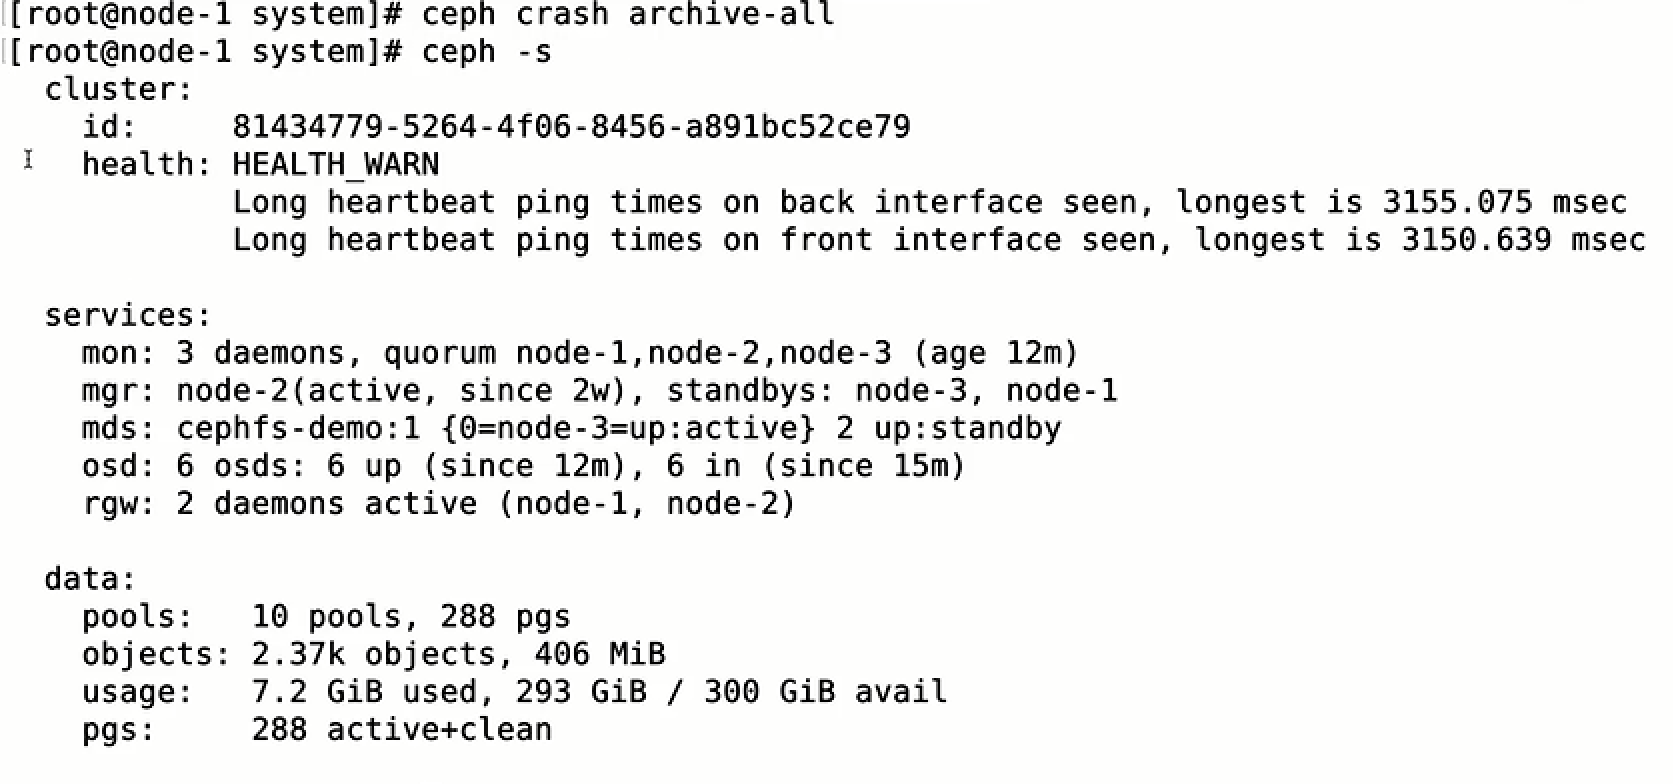 [root@node-1 system]# ceph crash archive-all
[root@node-1 system]# ceph -s
  cluster:
    id:     81434779-5264-4f06-8456-a891bc52ce79
    health: HEALTH_WARN
            Long heartbeat ping times on back interface seen, longest is 3155.075 msec
            Long heartbeat ping times on front interface seen, longest is 3150.639 msec

  services:
    mon: 3 daemons, quorum node-1,node-2,node-3 (age 12m)
    mgr: node-2(active, since 2w), standbys: node-3, node-1
    mds: cephfs-demo:1 {0=node-3=up:active} 2 up:standby
    osd: 6 osds: 6 up (since 12m), 6 in (since 15m)
    rgw: 2 daemons active (node-1, node-2)

  data:
    pools:   10 pools, 288 pgs
    objects: 2.37k objects, 406 MiB
    usage:   7.2 GiB used, 293 GiB / 300 GiB avail
    pgs:     288 active+clean